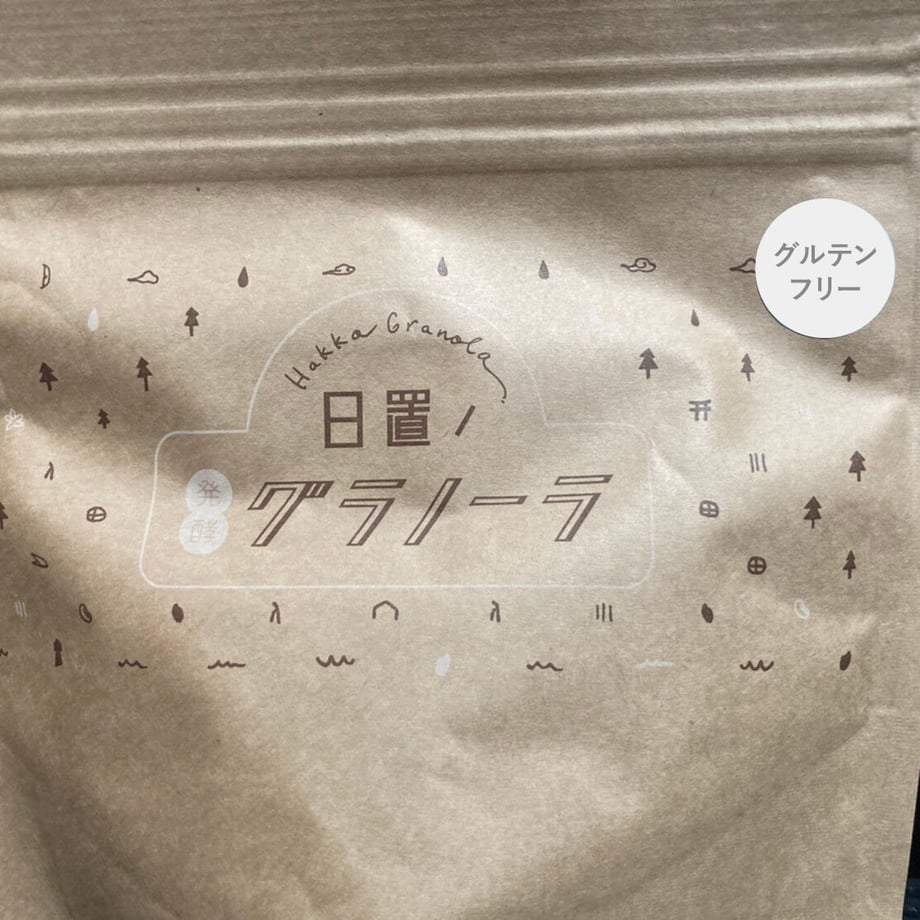 グルテン
フリー
Hakka Granola
日置ノ
発酵
グラノーラ